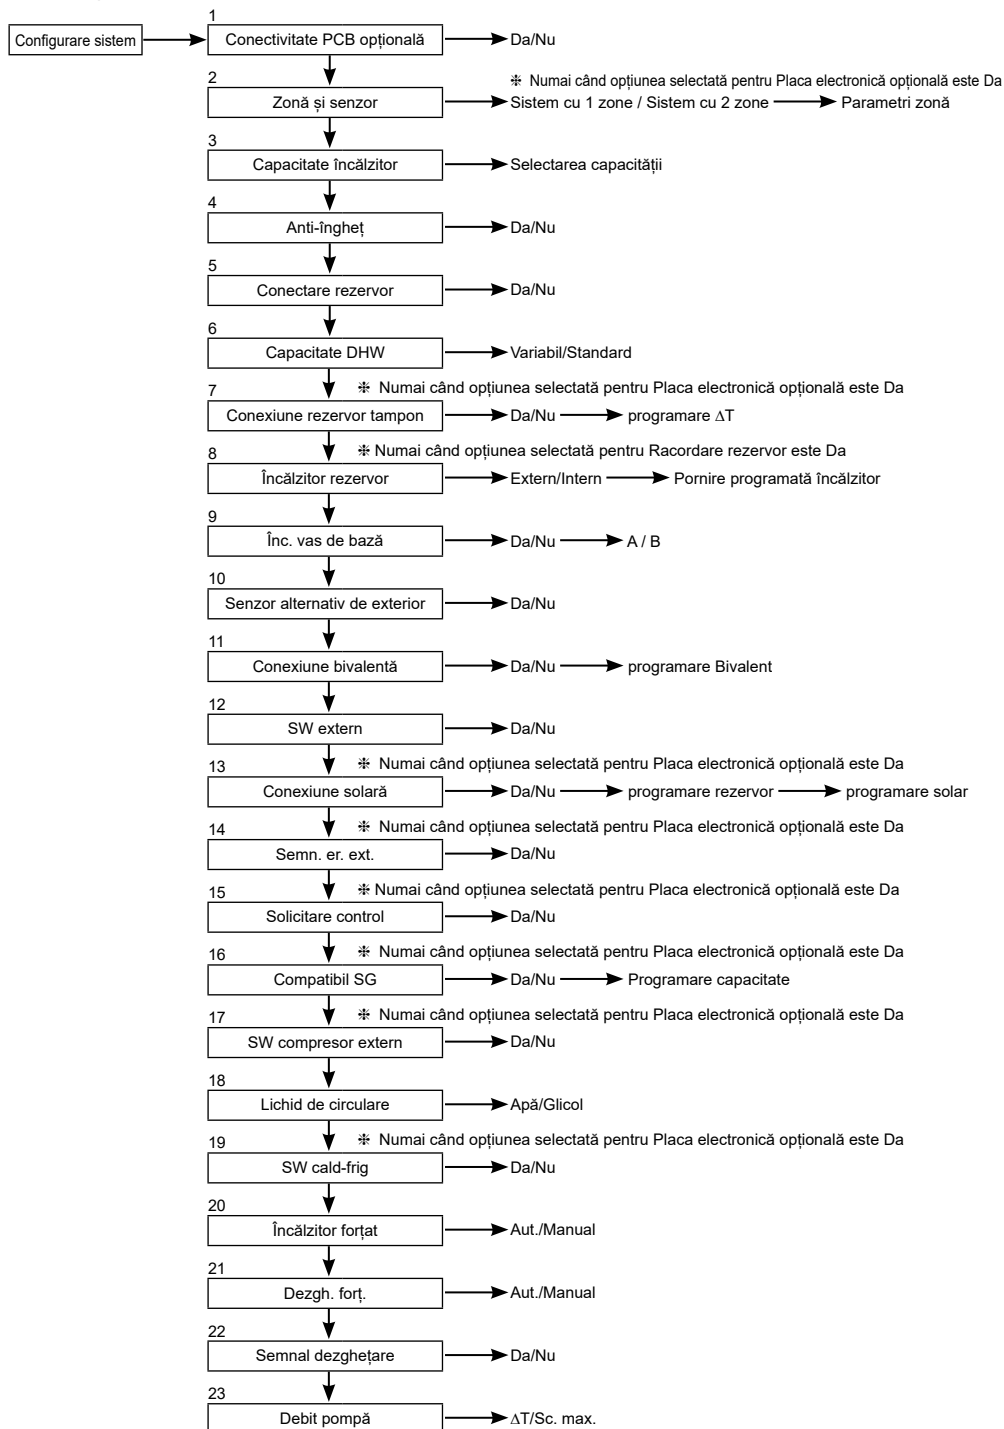 1
Configurare sistem
Conectivitate PCB opțională
Da/Nu
2
❈ Numai când opțiunea selectată pentru Placa electronică opțională este Da
Zonă și senzor
Sistem cu 1 zone / Sistem cu 2 zone
Parametri zonă
3
Capacitate încălzitor
Selectarea capacității
4
Anti-îngheț
Da/Nu
5
Conectare rezervor
Da/Nu
6
Capacitate DHW
Variabil/Standard
7
❈ Numai când opțiunea selectată pentru Placa electronică opțională este Da
Conexiune rezervor tampon
Da/Nu
programare ∆T
8
❈ Numai când opțiunea selectată pentru Racordare rezervor este Da
Încălzitor rezervor
Extern/Intern
Pornire programată încălzitor
9
Înc. vas de bază
Da/Nu
A / B
10
Senzor alternativ de exterior
Da/Nu
11
Conexiune bivalentă
Da/Nu
programare Bivalent
12
SW extern
Da/Nu
13
❈ Numai când opțiunea selectată pentru Placa electronică opțională este Da
Conexiune solară
Da/Nu
programare rezervor
programare solar
14
❈ Numai când opțiunea selectată pentru Placa electronică opțională este Da
Semn. er. ext.
Da/Nu
15
❈ Numai când opțiunea selectată pentru Placa electronică opțională este Da
Solicitare control
Da/Nu
16
❈ Numai când opțiunea selectată pentru Placa electronică opțională este Da
Compatibil SG
Da/Nu
Programare capacitate
17
❈ Numai când opțiunea selectată pentru Placa electronică opțională este Da
SW compresor extern
Da/Nu
18
Lichid de circulare
Apă/Glicol
19
❈ Numai când opțiunea selectată pentru Placa electronică opțională este Da
SW cald-frig
Da/Nu
20
Încălzitor forțat
Aut./Manual
21
Dezgh. forț.
Aut./Manual
22
Semnal dezghețare
Da/Nu
23
Debit pompă
∆T/Sc. max.